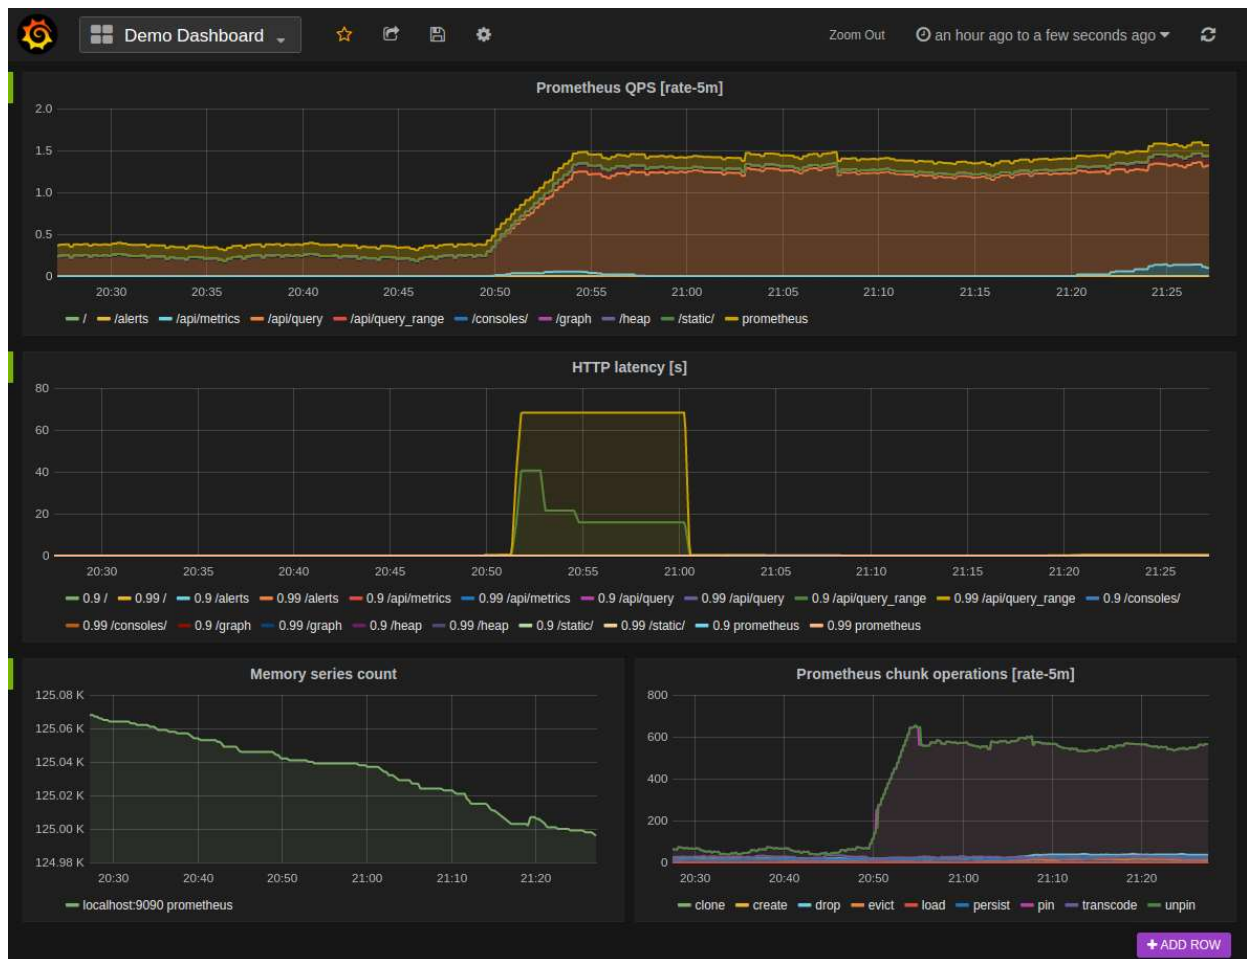 Demo Dashboard
Zoom Out
an hour ago to a few seconds ago
Prometheus QPS [rate-5m]
2.0
1.5
1.0
0.5
0
20:30 20:35 20:40 20:45 20:50 20:55 21:00 21:05 21:10 21:15 21:20 21:25
/ /alerts /api/metrics /api/query /api/query_range /consoles/ /graph /heap /static/ prometheus
HTTP latency [s]
80
60
40
20
0
20:30 20:35 20:40 20:45 20:50 20:55 21:00 21:05 21:10 21:15 21:20 21:25
0.9 / 0.99 / 0.9 /alerts 0.99 /alerts 0.9 /api/metrics 0.99 /api/metrics 0.9 /api/query 0.99 /api/query 0.9 /api/query_range 0.99 /api/query_range 0.9 /consoles/
0.99 /consoles/ 0.9 /graph 0.99 /graph 0.9 /heap 0.99 /heap 0.9 /static/ 0.99 /static/ 0.9 prometheus 0.99 prometheus
Memory series count
125.08 K
125.06 K
125.04 K
125.02 K
125.00 K
124.98 K
20:30 20:40 20:50 21:00 21:10 21:20
localhost:9090 prometheus
Prometheus chunk operations [rate-5m]
800
600
400
200
0
20:30 20:40 20:50 21:00 21:10 21:20
clone create drop evict load persist pin transcode unpin
+ ADD ROW